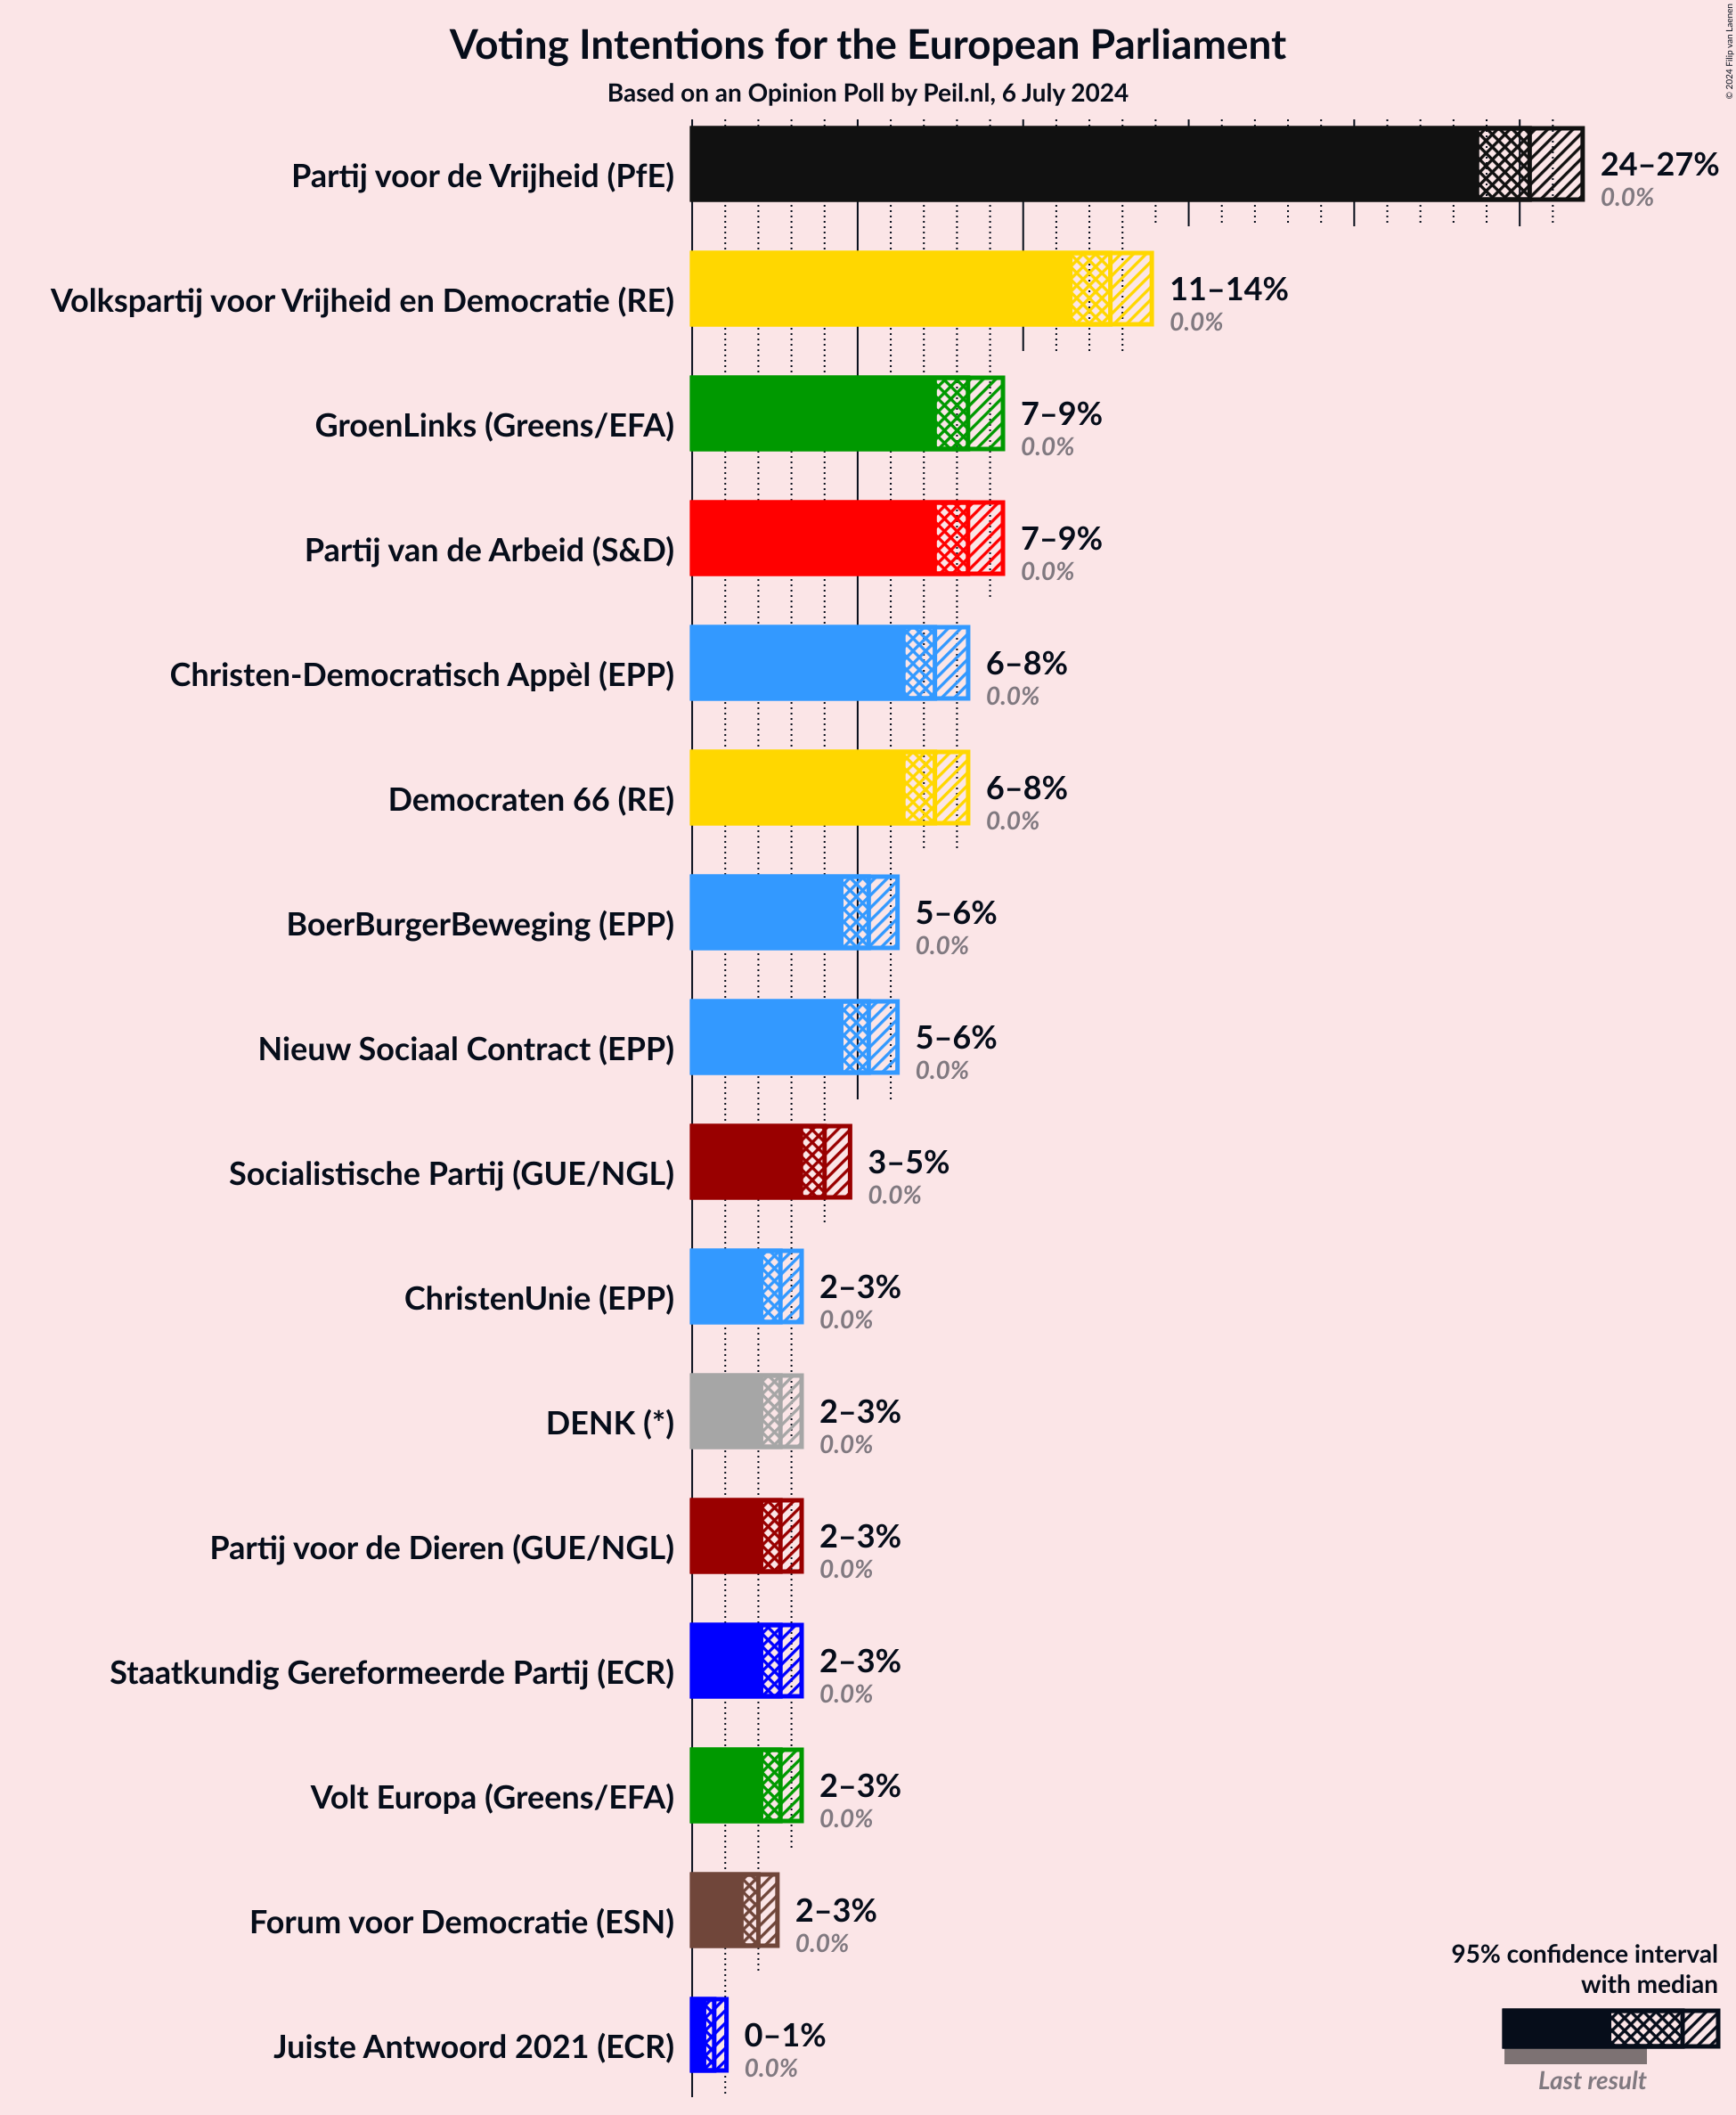 Voting Intentions for the European Parliament
Based on an Opinion Poll by Peil.nl, 6 July 2024
© 2024 Filip van Laenen
Partij voor de Vrijheid (PfE)
24–27%
0.0%
Volkspartij voor Vrijheid en Democratie (RE)
11–14%
0.0%
GroenLinks (Greens/EFA)
7–9%
0.0%
Partij van de Arbeid (S&D)
7–9%
0.0%
Christen-Democratisch Appèl (EPP)
6–8%
0.0%
Democraten 66 (RE)
6–8%
0.0%
BoerBurgerBeweging (EPP)
5–6%
0.0%
Nieuw Sociaal Contract (EPP)
5–6%
0.0%
Socialistische Partij (GUE/NGL)
3–5%
0.0%
ChristenUnie (EPP)
2–3%
0.0%
DENK (*)
2–3%
0.0%
Partij voor de Dieren (GUE/NGL)
2–3%
0.0%
Staatkundig Gereformeerde Partij (ECR)
2–3%
0.0%
Volt Europa (Greens/EFA)
2–3%
0.0%
Forum voor Democratie (ESN)
2–3%
0.0%
Juiste Antwoord 2021 (ECR)
0–1%
0.0%
95% confidence interval
with median
Last result